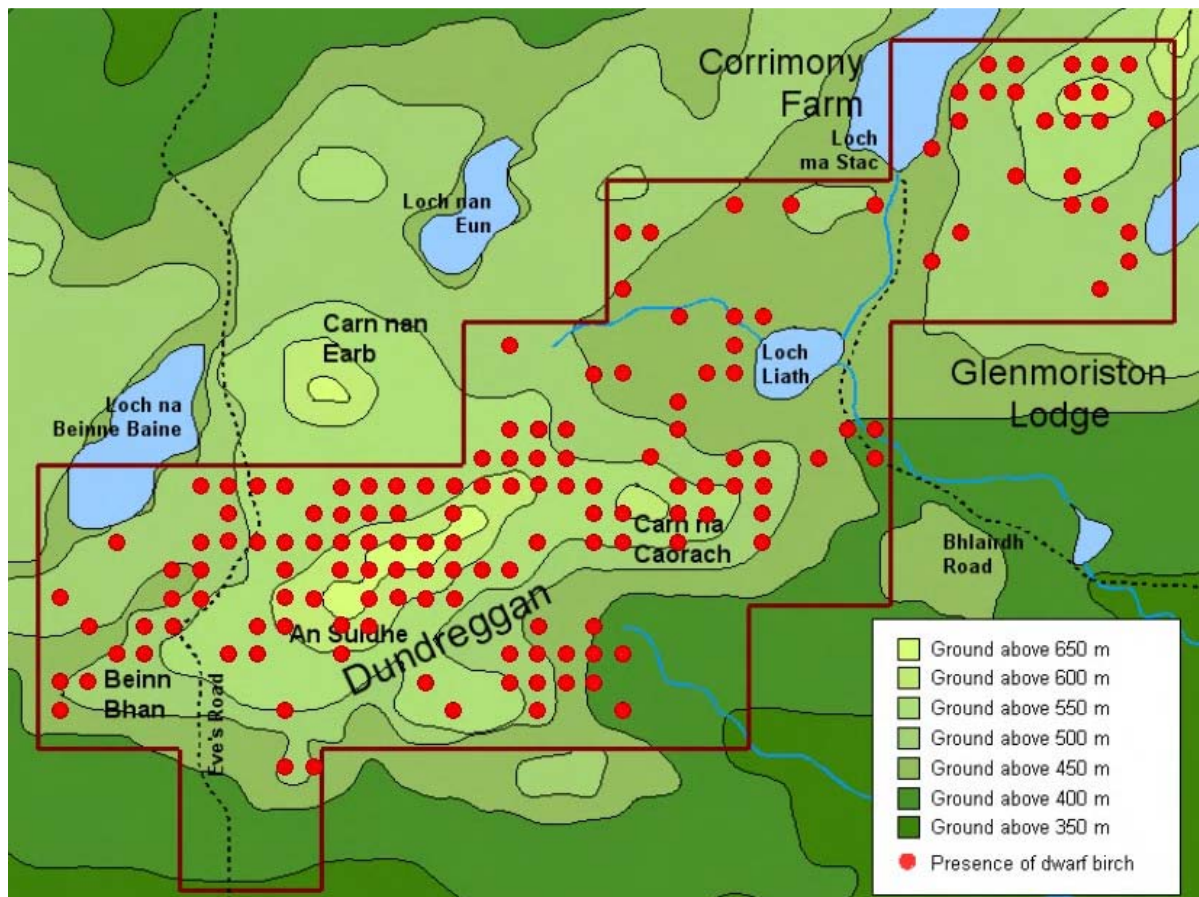 Corrimony
Farm
Loch
ma Stac
Loch nan
Eun
Carn nan
Earb
Loch
Liath
Glenmoriston
Lodge
Loch na
Beinne Baine
Carn na
Caorach
Bhlairdh
Road
An Suidhe
Dundreggan
Beinn
Bhan
Eve's Road
Ground above 650 m
Ground above 600 m
Ground above 550 m
Ground above 500 m
Ground above 450 m
Ground above 400 m
Ground above 350 m
Presence of dwarf birch